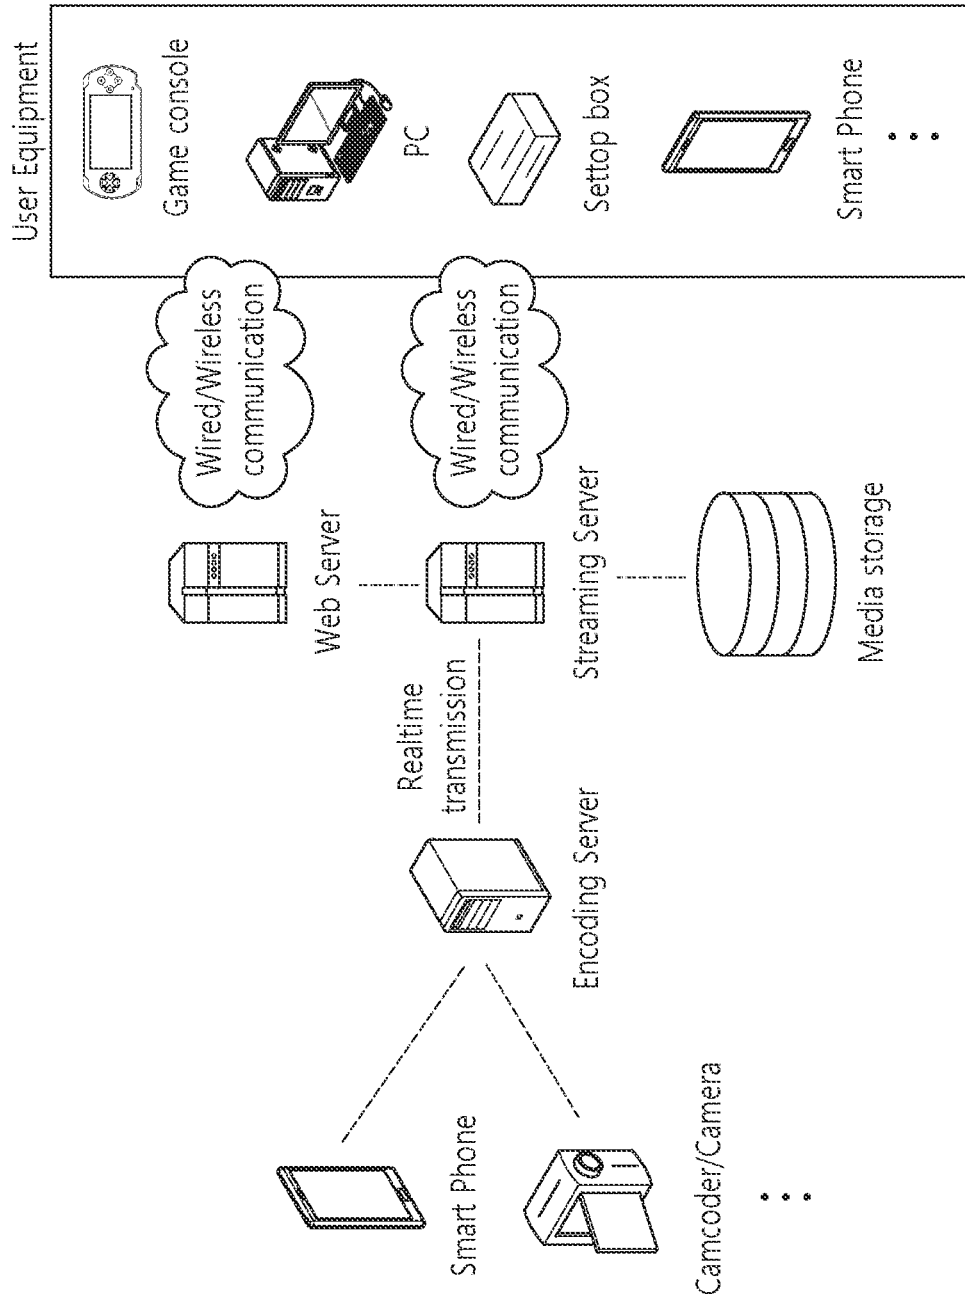 User Equipment
Game console
PC
Settop box
Smart Phone
Wired/Wireless
communication
Wired/Wireless
communication
Web Server
Streaming Server
Media storage
Realtime
transmission
Encoding Server
Smart Phone
Camcoder/Camera